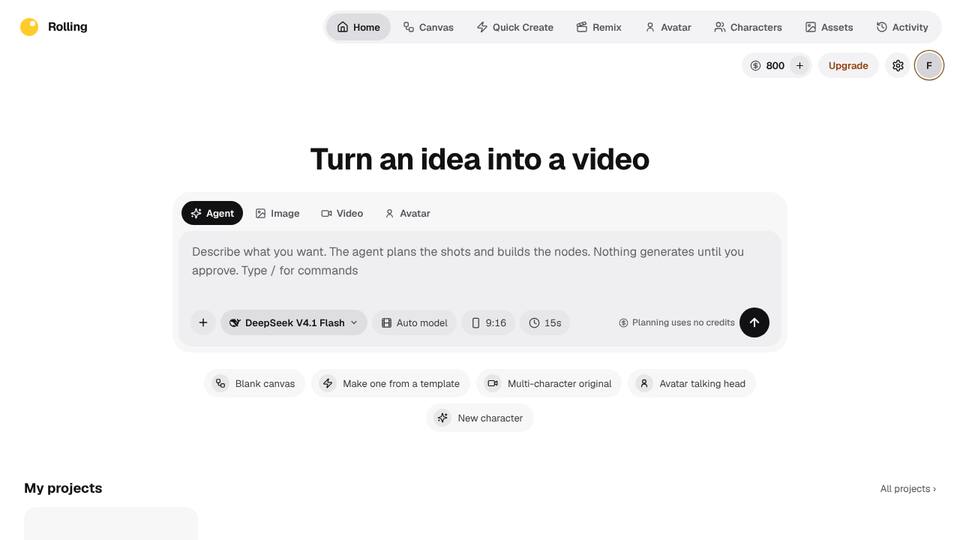 Rolling
Home
Canvas
Quick Create
Remix
Avatar
Characters
Assets
Activity
800
Upgrade
F
Turn an idea into a video
Agent
Image
Video
Avatar
Describe what you want. The agent plans the shots and builds the nodes. Nothing generates until you
approve. Type / for commands
DeepSeek V4.1 Flash
Auto model
9:16
15s
Planning uses no credits
Blank canvas
Make one from a template
Multi-character original
Avatar talking head
New character
My projects
All projects ›